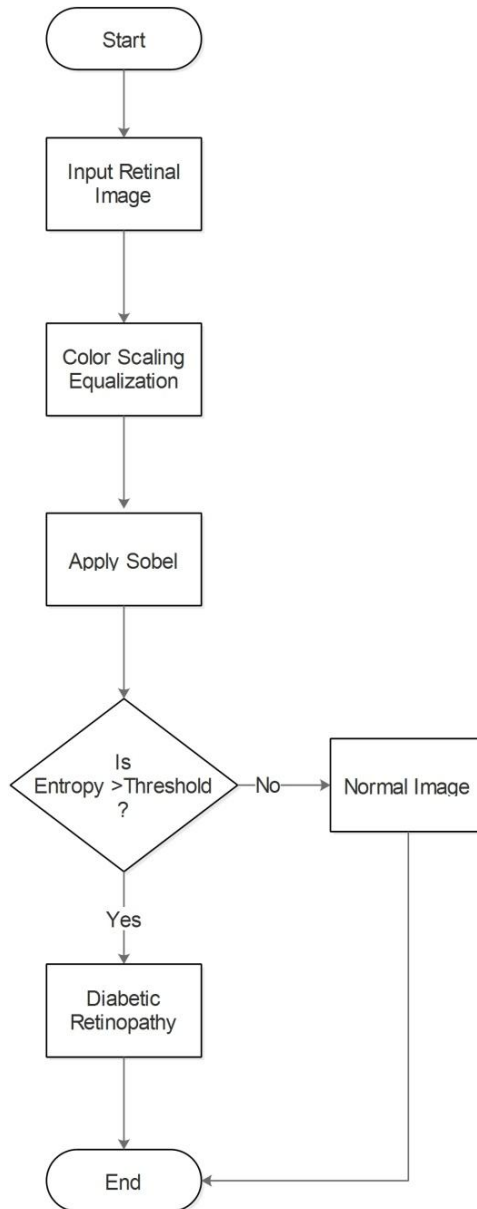 Start
Input Retinal
Image
Color Scaling
Equalization
Apply Sobel
Is
Entropy >Threshold
?
No
Normal Image
Yes
Diabetic
Retinopathy
End